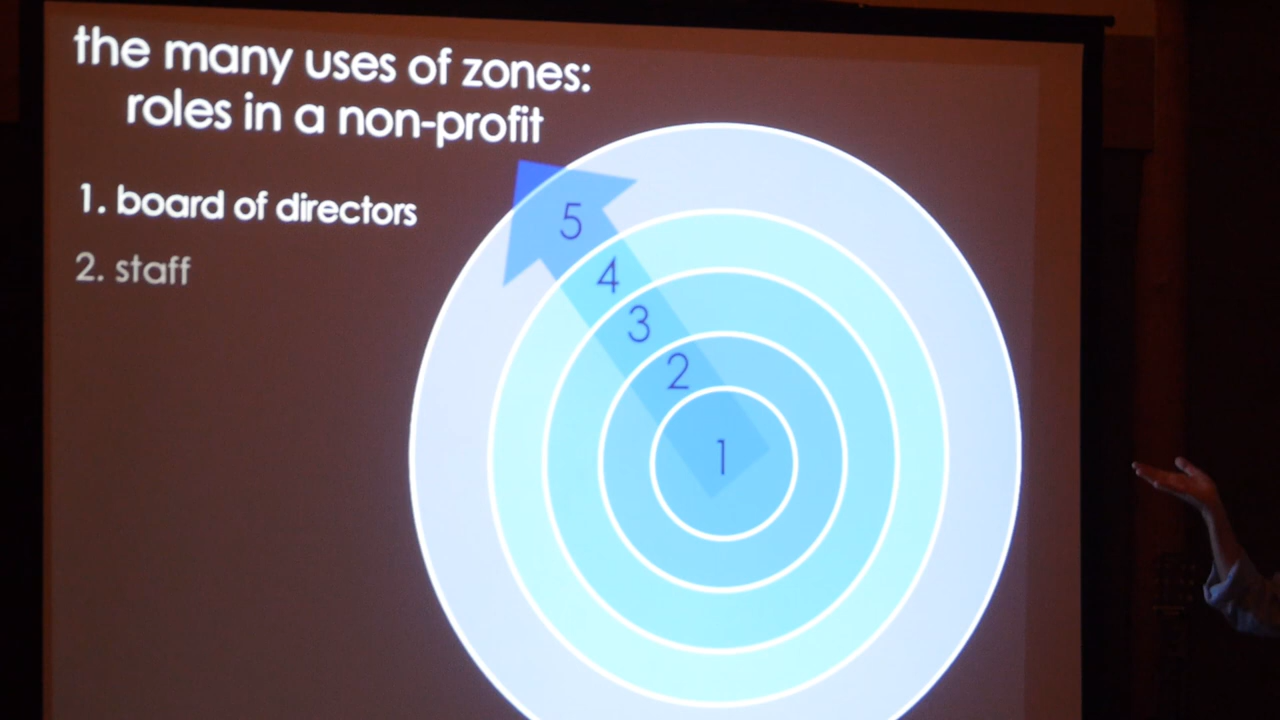 the many uses of zones:
roles in a non-profit
1. board of directors
2. staff
5
4
3
2
1